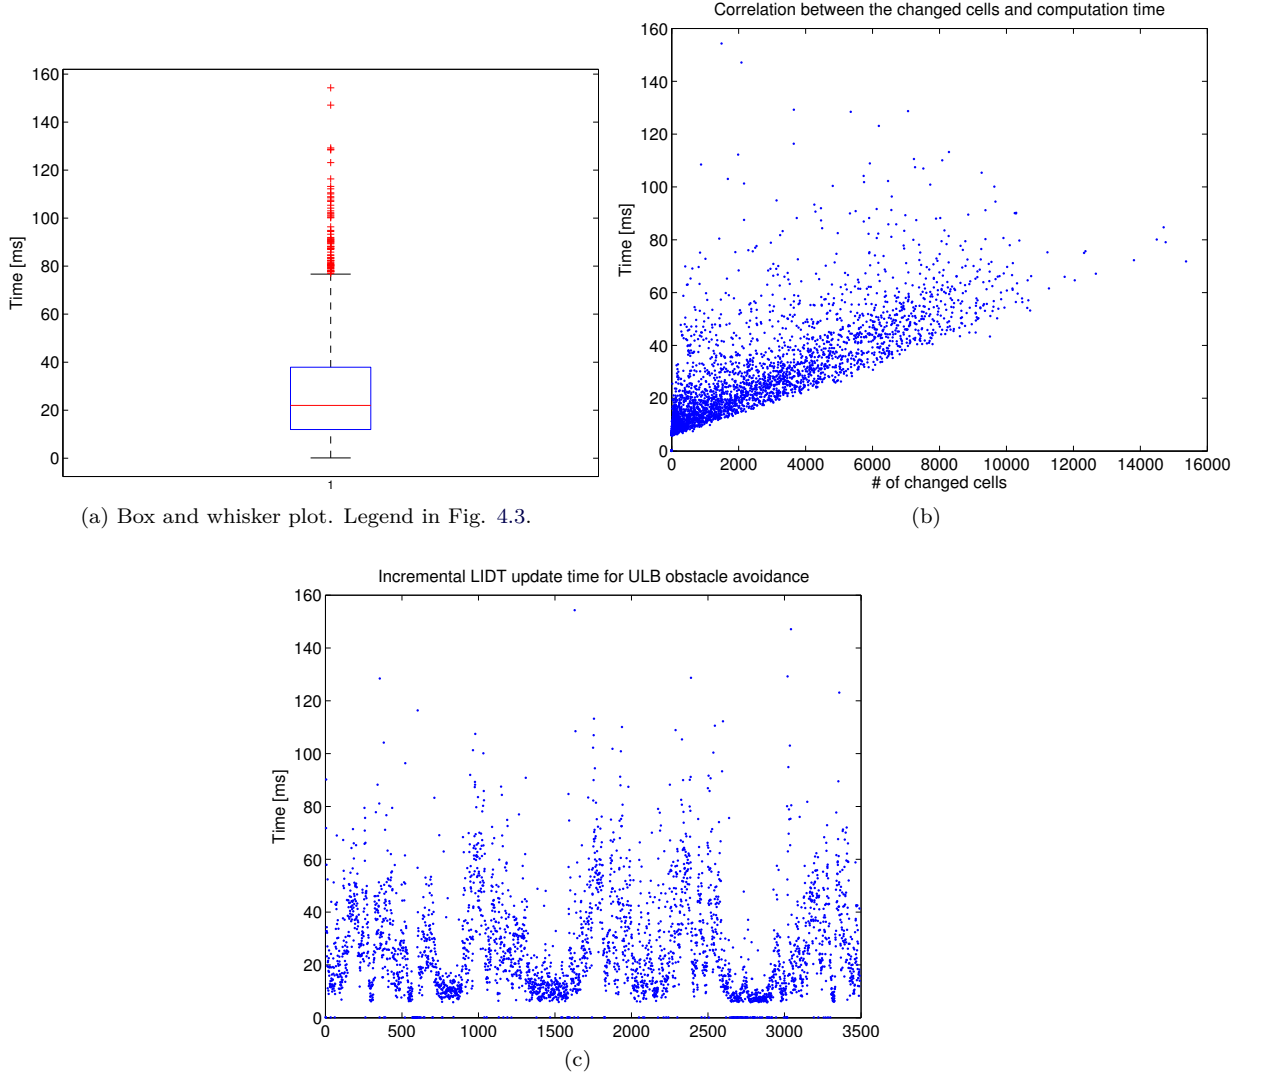 Correlation between the changed cells and computation time
160
140
120
100
80
60
40
20
0
Time [ms]
1
160
140
120
100
80
60
40
20
0
Time [ms]
0 2000 4000 6000 8000 10000 12000 14000 16000
# of changed cells
(a) Box and whisker plot. Legend in Fig. 4.3.
(b)
Incremental LIDT update time for ULB obstacle avoidance
160
140
120
100
80
60
40
20
0
Time [ms]
0 500 1000 1500 2000 2500 3000 3500
(c)